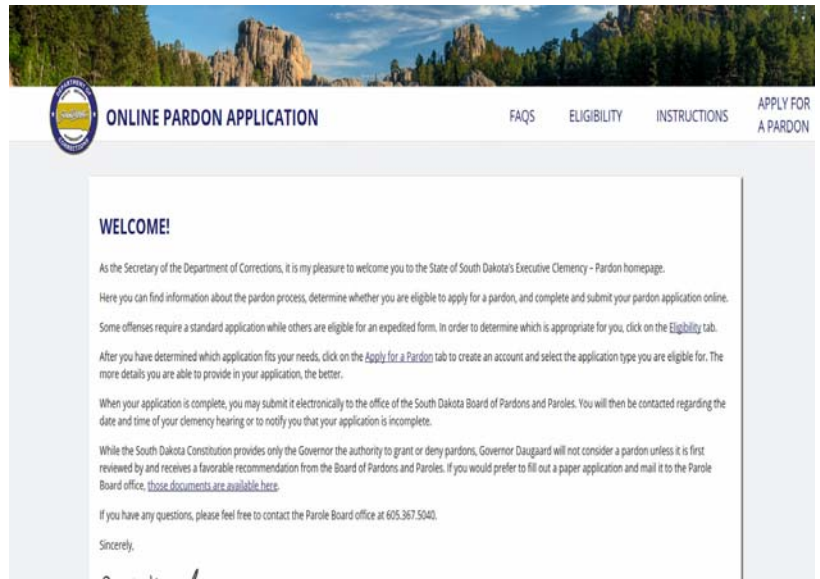 DEPARTMENT OF
CORRECTIONS
ONLINE PARDON APPLICATION
FAQS
ELIGIBILITY
INSTRUCTIONS
APPLY FOR
A PARDON
WELCOME!
As the Secretary of the Department of Corrections, it is my pleasure to welcome you to the State of South Dakota's Executive Clemency – Pardon homepage.
Here you can find information about the pardon process, determine whether you are eligible to apply for a pardon, and complete and submit your pardon application online.
Some offenses require a standard application while others are eligible for an expedited form. In order to determine which is appropriate for you, click on the Eligibility tab.
After you have determined which application fits your needs, click on the Apply for a Pardon tab to create an account and select the application type you are eligible for. The
more details you are able to provide in your application, the better.
When your application is complete, you may submit it electronically to the office of the South Dakota Board of Pardons and Paroles. You will then be contacted regarding the
date and time of your clemency hearing or to notify you that your application is incomplete.
While the South Dakota Constitution provides only the Governor the authority to grant or deny pardons, Governor Daugaard will not consider a pardon unless it is first
reviewed by and receives a favorable recommendation from the Board of Pardons and Paroles. If you would prefer to fill out a paper application and mail it to the Parole
Board office, those documents are available here.
If you have any questions, please feel free to contact the Parole Board office at 605.367.5040.
Sincerely,